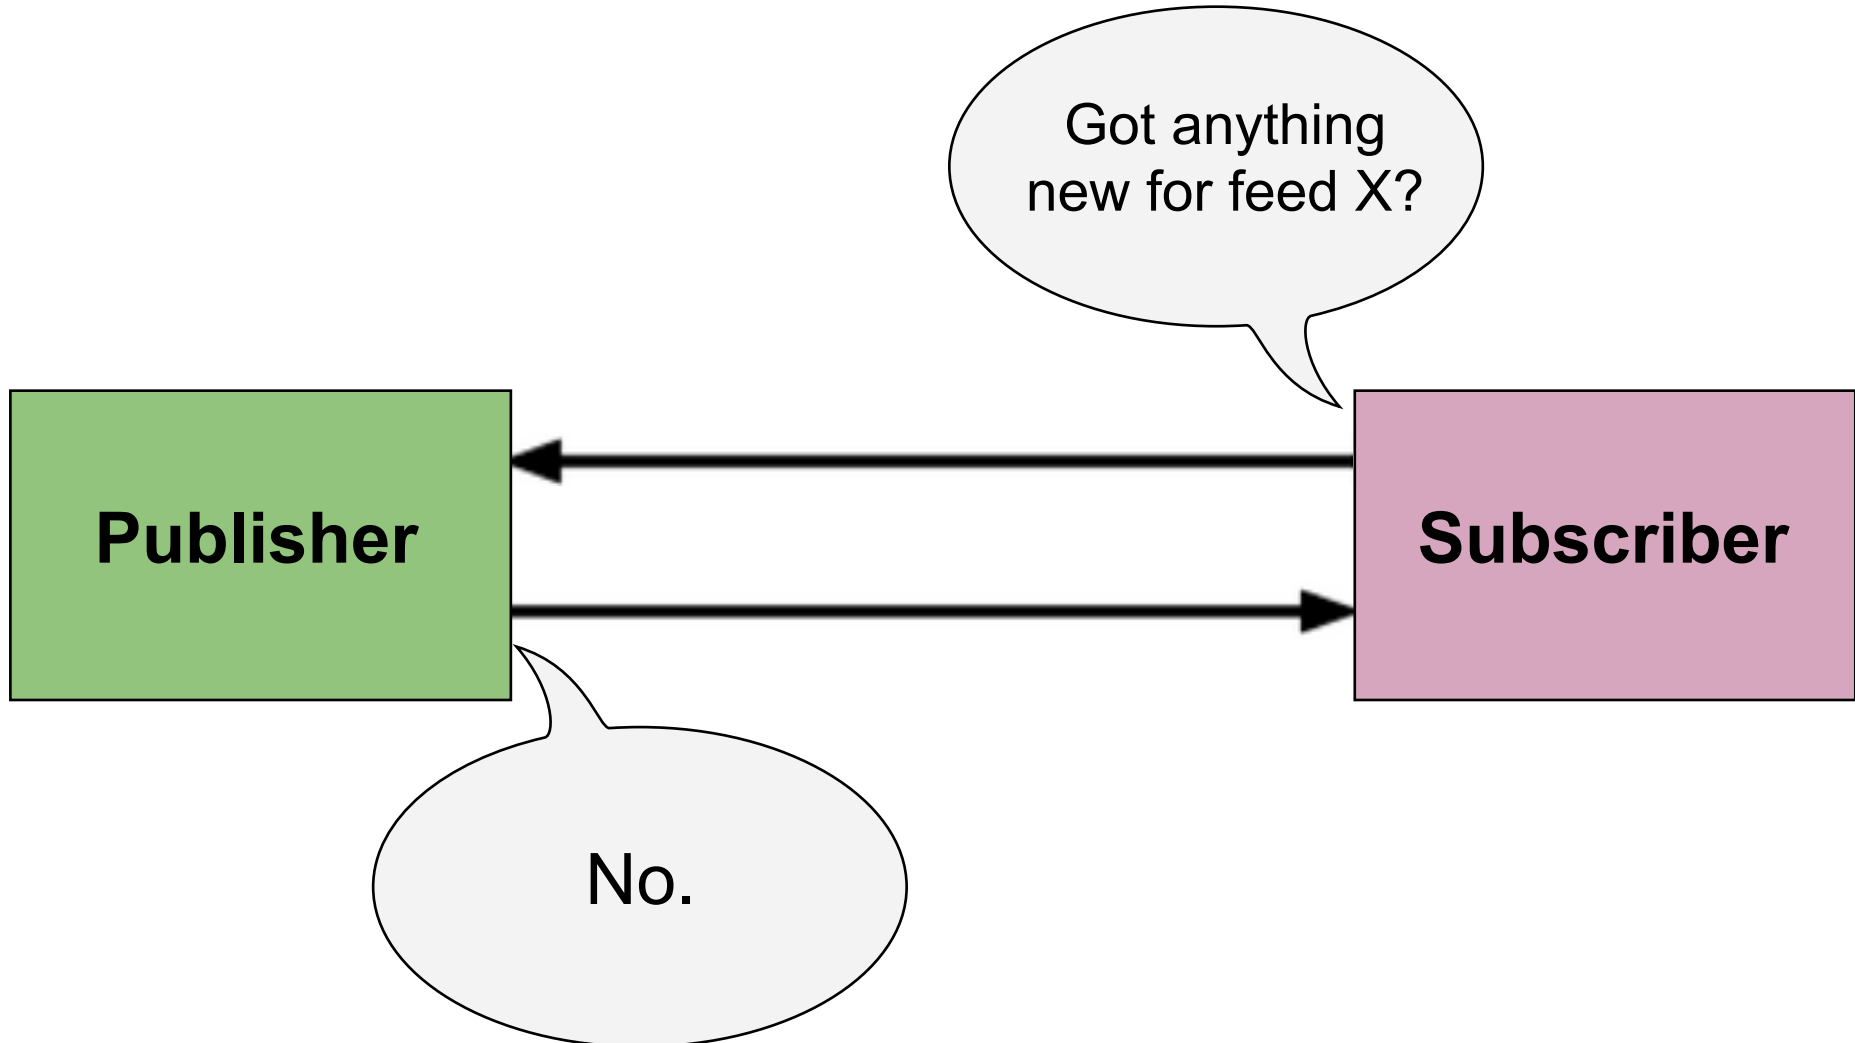 Got anything
new for feed X?
Publisher
Subscriber
No.